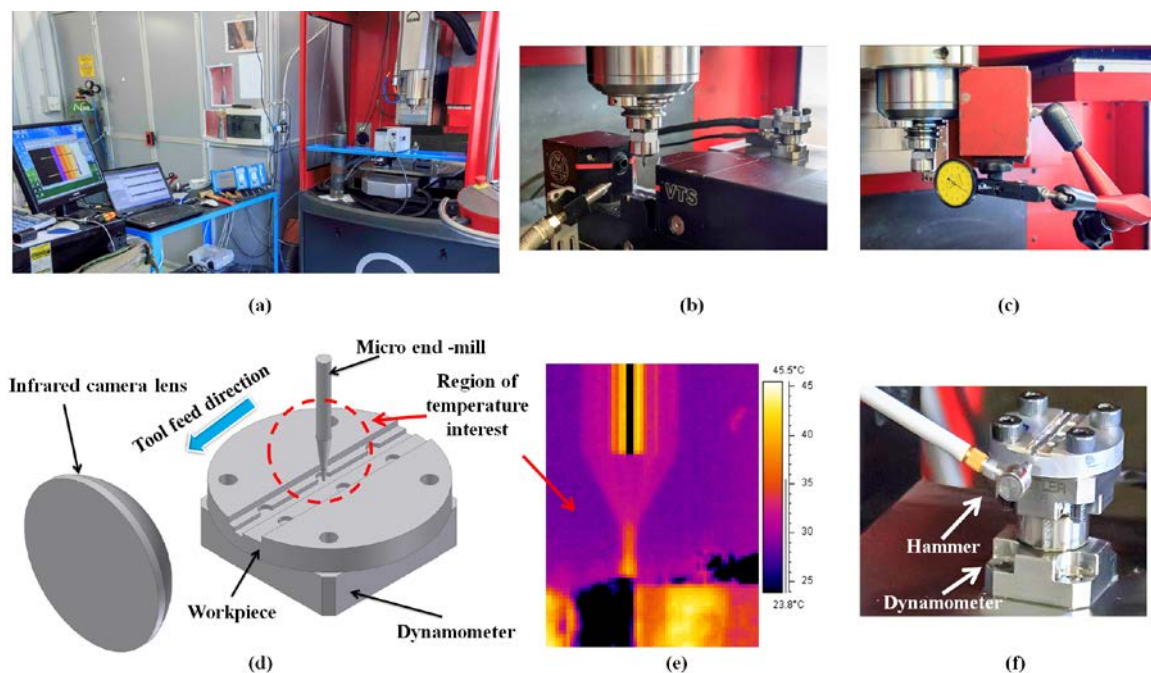 VTS
(a)
(b)
(c)
Micro end -mill
Infrared camera lens
Tool feed direction
Region of
temperature
interest
Workpiece
Dynamometer
(d)
45.5°C
45
40
35
30
25
23.8°C
(e)
Hammer
Dynamometer
(f)